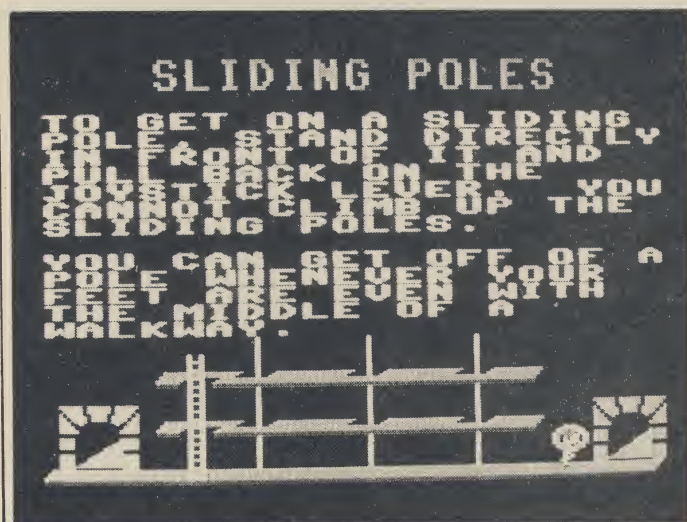 SLIDING POLES
TO GET ON A SLIDING
POLE, STAND DIRECTLY
IN FRONT OF IT AND
PULL BACK ON THE
JOYSTICK LEVER. YOU
CANNOT CLIMB UP THE
SLIDING POLES.
YOU CAN GET OFF OF A
POLE WHENEVER YOUR
FEET ARE EVEN WITH
THE MIDDLE OF A
WALKWAY.